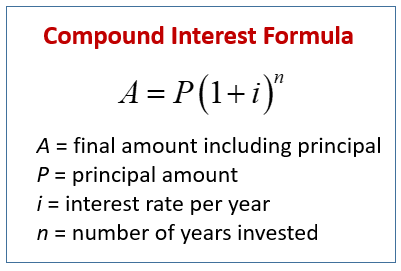 Compound Interest Formula
A = P(1+i)ⁿ
A = final amount including principal
P = principal amount
i = interest rate per year
n = number of years invested